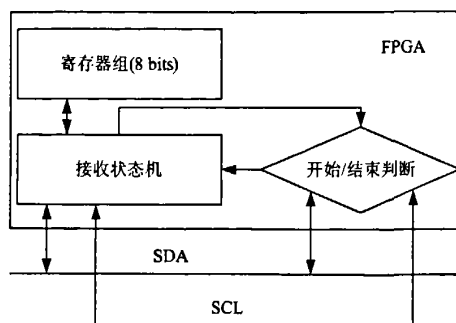 FPGA
寄存器组(8 bits)
接收状态机
开始/结束判断
SDA
SCL